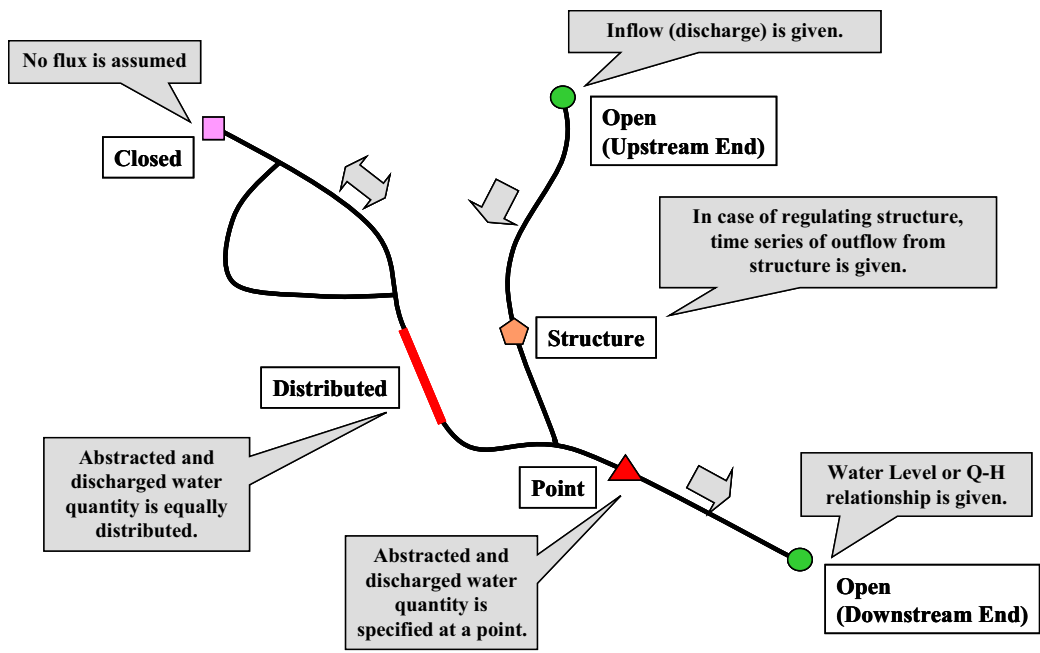 Inflow (discharge) is given.
No flux is assumed
Open
(Upstream End)
Closed
In case of regulating structure,
time series of outflow from
structure is given.
Structure
Distributed
Abstracted and
discharged water
quantity is equally
distributed.
Point
Water Level or Q-H
relationship is given.
Abstracted and
discharged water
quantity is
specified at a point.
Open
(Downstream End)